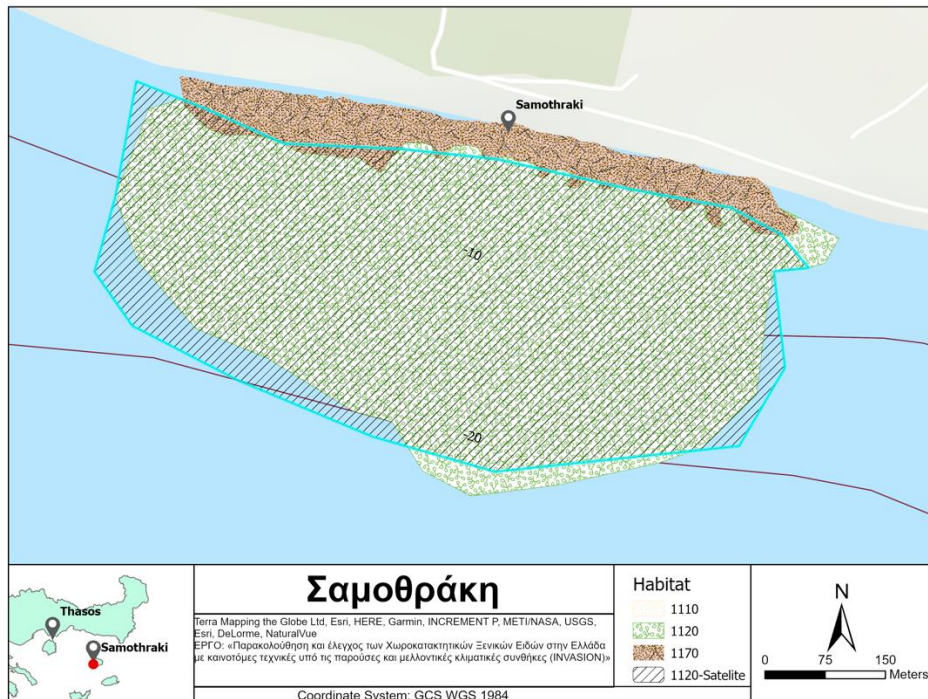 Samothraki
-10
-20
Thasos
Samothraki
Σαμοθράκη
Terra Mapping the Globe Ltd, Esri, HERE, Garmin, INCREMENT P, METI/NASA, USGS,
Esri, DeLorme, NaturalVue
ΕΡΓΟ: «Παρακολούθηση και έλεγχος των Χωροκατακτητικών Ξενικών Ειδών στην Ελλάδα
με καινοτόμες τεχνικές υπό τις παρούσες και μελλοντικές κλιματικές συνθήκες (INVASION)»
Coordinate System: GCS WGS 1984
Habitat
1110
1120
1170
1120-Satelite
N
0 75 150
Meters